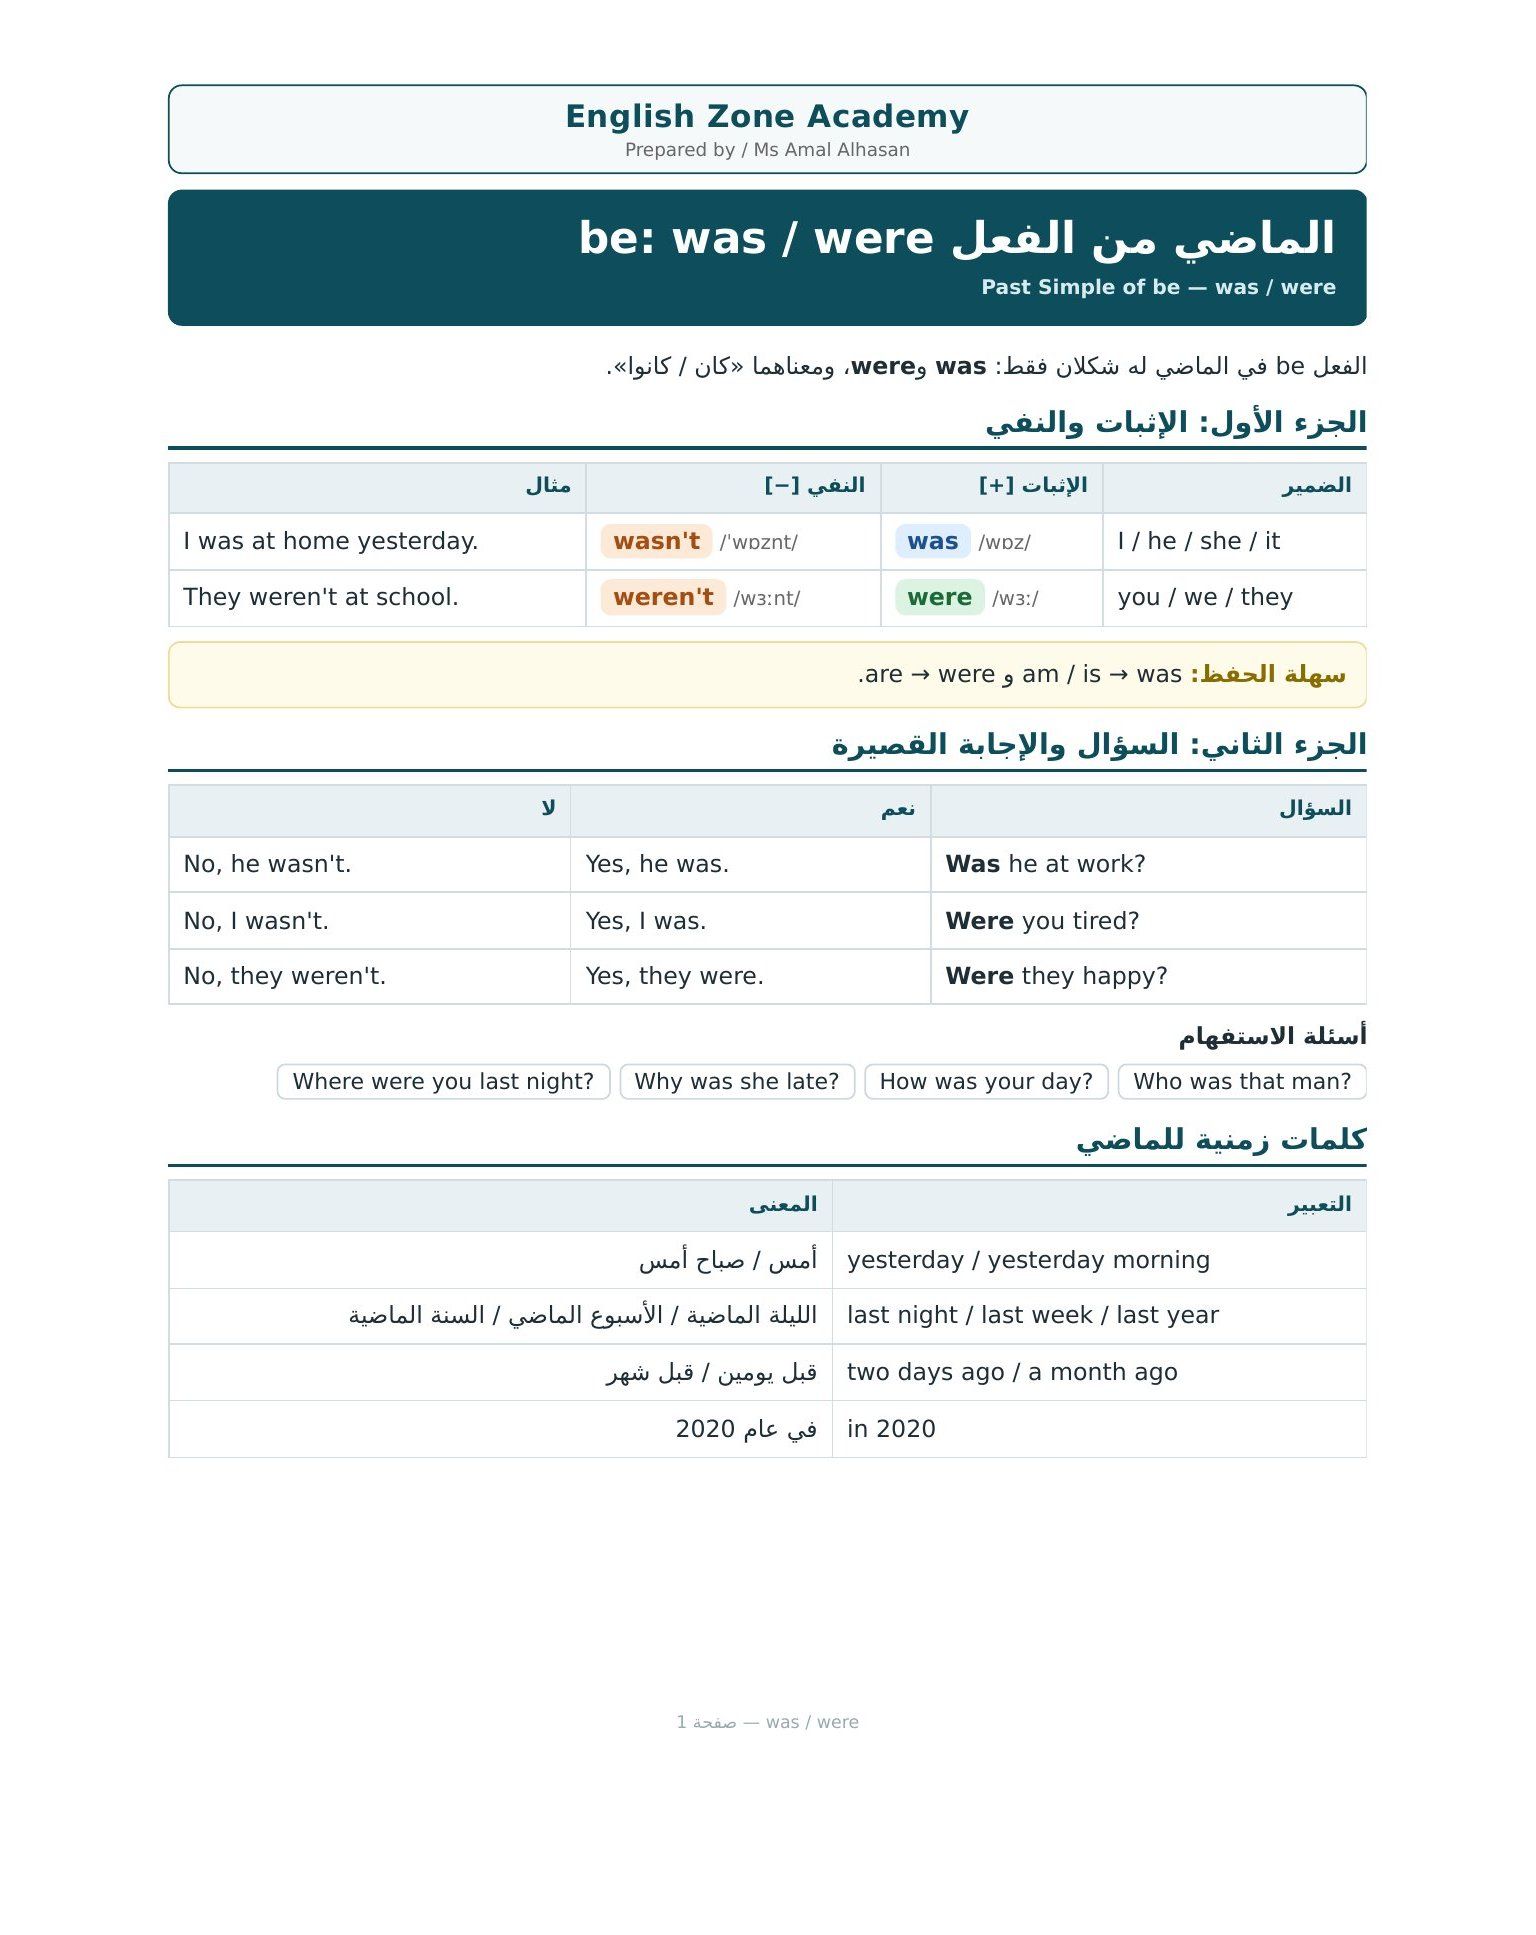 English Zone Academy
Prepared by / Ms Amal Alhasan
الماضي من الفعل be: was / were
Past Simple of be — was / were
الفعل be في الماضي له شكلان فقط: was وwere، ومعناهما «كان / كانوا».
الجزء الأول: الإثبات والنفي
الضمير الإثبات [+] النفي [−] مثال
I / he / she / it was /wɒz/ wasn't /ˈwɒznt/ I was at home yesterday.
you / we / they were /wɜː/ weren't /wɜːnt/ They weren't at school.
سهلة الحفظ: am / is → was و are → were.
الجزء الثاني: السؤال والإجابة القصيرة
السؤال نعم لا
Was he at work? Yes, he was. No, he wasn't.
Were you tired? Yes, I was. No, I wasn't.
Were they happy? Yes, they were. No, they weren't.
أسئلة الاستفهام
Who was that man? How was your day? Why was she late? Where were you last night?
كلمات زمنية للماضي
التعبير المعنى
yesterday / yesterday morning أمس / صباح أمس
last night / last week / last year الليلة الماضية / الأسبوع الماضي / السنة الماضية
two days ago / a month ago قبل يومين / قبل شهر
in 2020 في عام 2020
was / were — صفحة 1